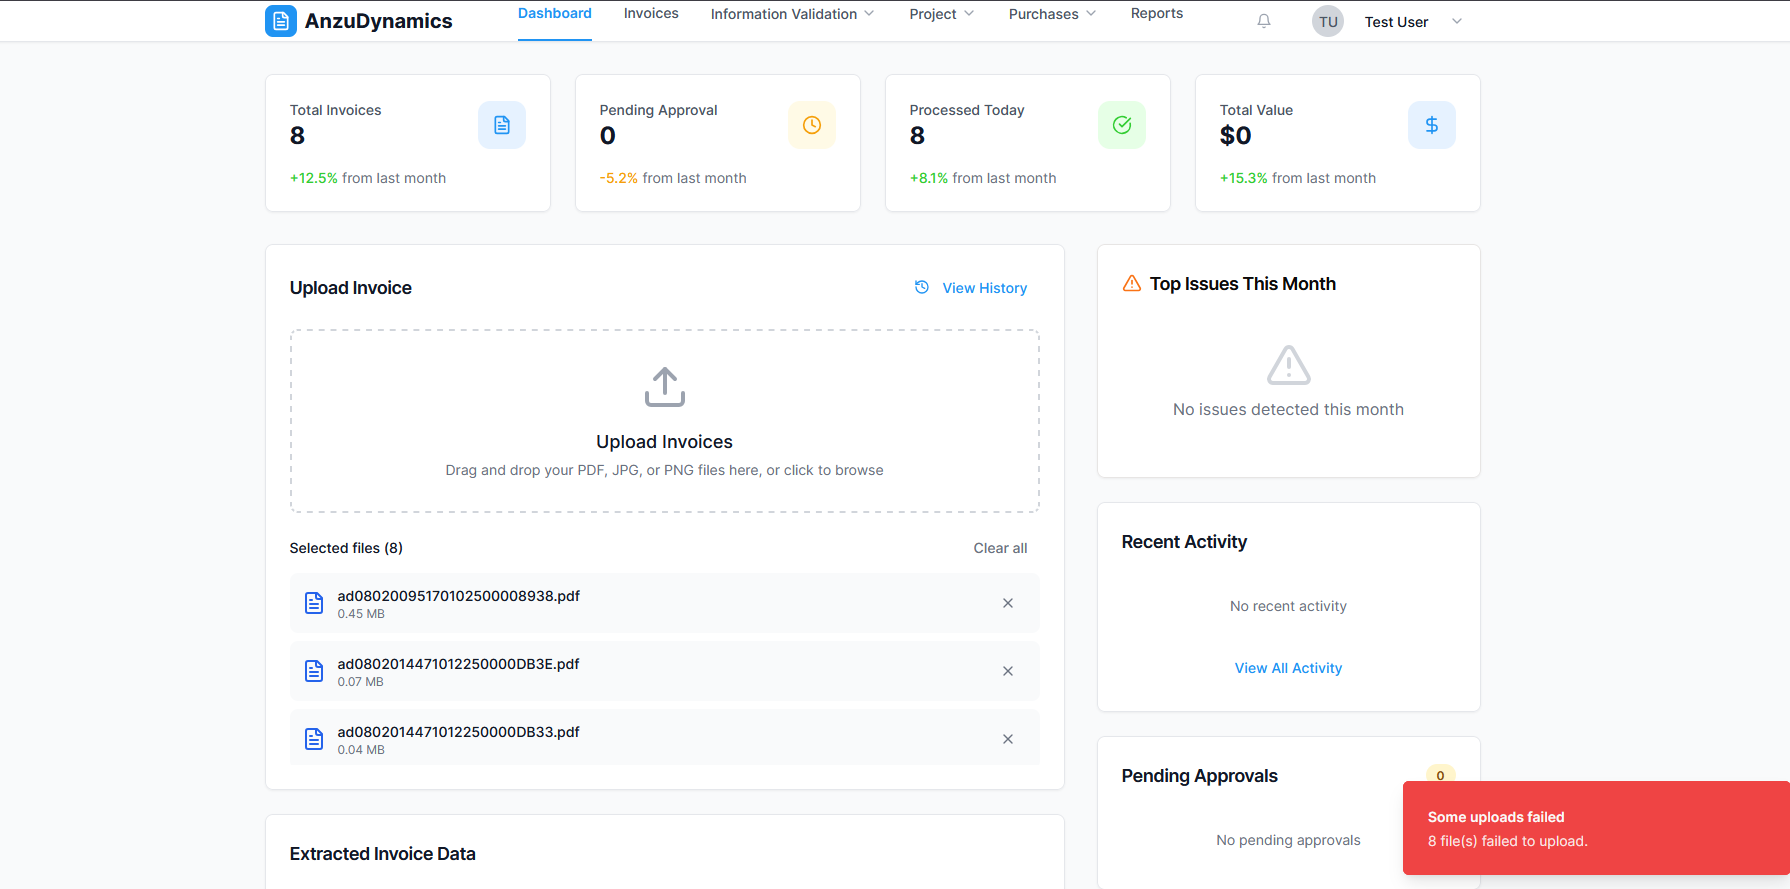 AnzuDynamics
Dashboard
Invoices
Information Validation
Project
Purchases
Reports
TU
Test User
Total Invoices
8
+12.5% from last month
Pending Approval
0
-5.2% from last month
Processed Today
8
+8.1% from last month
Total Value
$0
+15.3% from last month
Upload Invoice
View History
Upload Invoices
Drag and drop your PDF, JPG, or PNG files here, or click to browse
Selected files (8)
Clear all
ad08020095170102500008938.pdf
0.45 MB
ad0802014471012250000DB3E.pdf
0.07 MB
ad0802014471012250000DB33.pdf
0.04 MB
Extracted Invoice Data
Top Issues This Month
No issues detected this month
Recent Activity
No recent activity
View All Activity
Pending Approvals
0
No pending approvals
Some uploads failed
8 file(s) failed to upload.